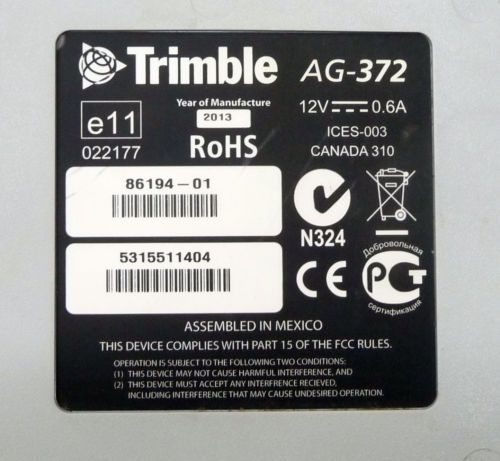 Trimble AG-372
e11
022177
Year of Manufacture
2013
RoHS
12V 0.6A
ICES-003
CANADA 310
86194-01
N324
5315511404
CE
Добровольная
РСТ
сертификация
ASSEMBLED IN MEXICO
THIS DEVICE COMPLIES WITH PART 15 OF THE FCC RULES.
OPERATION IS SUBJECT TO THE FOLLOWING TWO CONDITIONS:
(1) THIS DEVICE MAY NOT CAUSE HARMFUL INTERFERENCE, AND
(2) THIS DEVICE MUST ACCEPT ANY INTERFRENCE RECIEVED,
INCLUDING INTERFERENCE THAT MAY CAUSE UNDESIRED OPERATION.